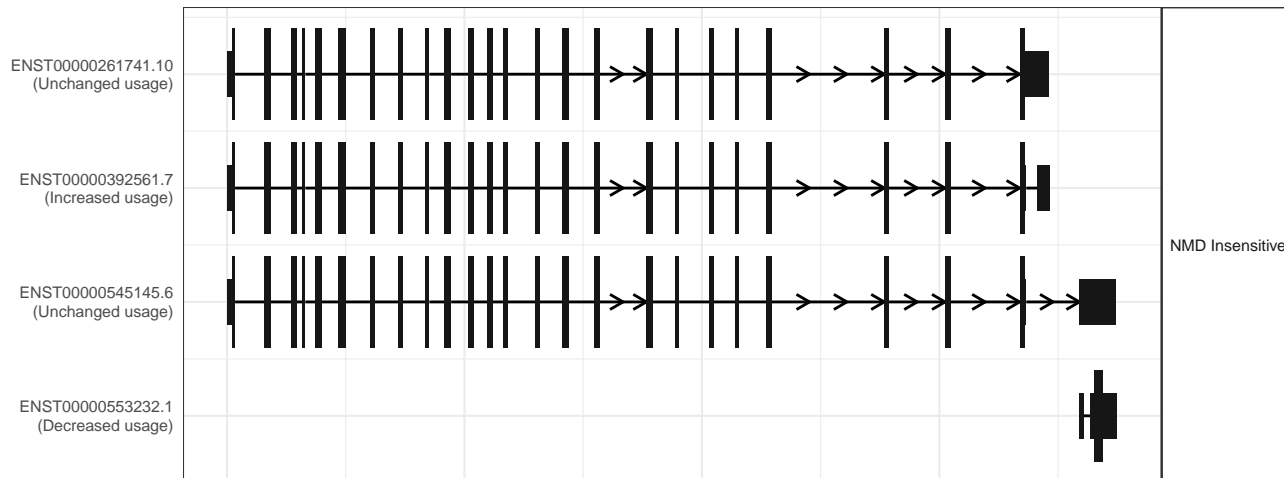 ENST00000261741.10
(Unchanged usage)
ENST00000392561.7
(Increased usage)
NMD Insensitive
ENST00000545145.6
(Unchanged usage)
ENST00000553232.1
(Decreased usage)